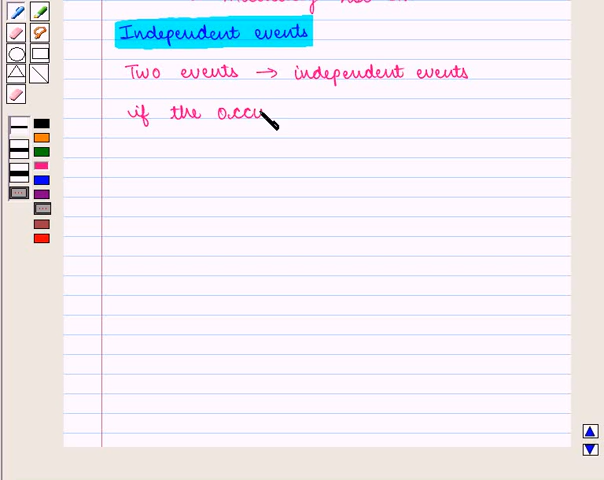 Independent events
Two events → independent events
if the occu